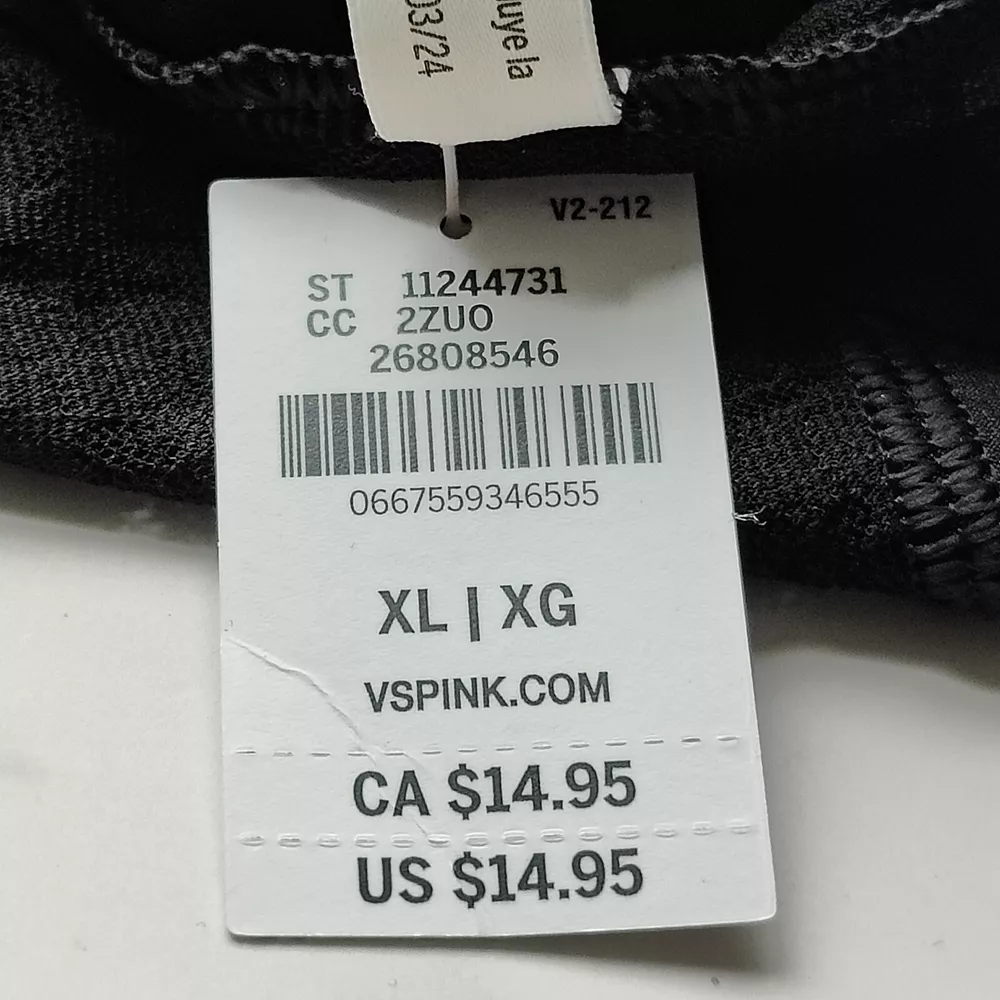 03/24
uye la
V2-212
ST 11244731
CC 2ZUO
26808546
0667559346555
XL | XG
VSPINK.COM
CA $14.95
US $14.95